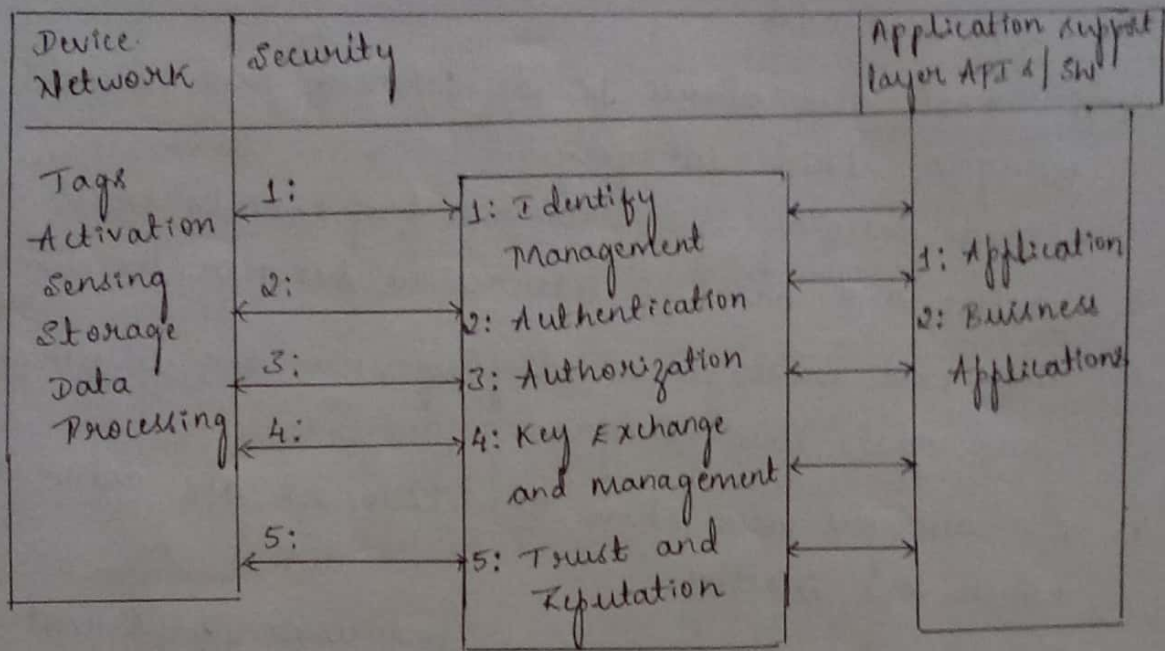 Device
Network
Security
Application support
layer API & / SW
Tags
Activation
Sensing
Storage
Data
Processing
1:
2:
3:
4:
5:
1: Identify
Management
2: Authentication
3: Authorization
4: Key Exchange
and management
5: Trust and
Reputation
1: Application
2: Buisness
Applications